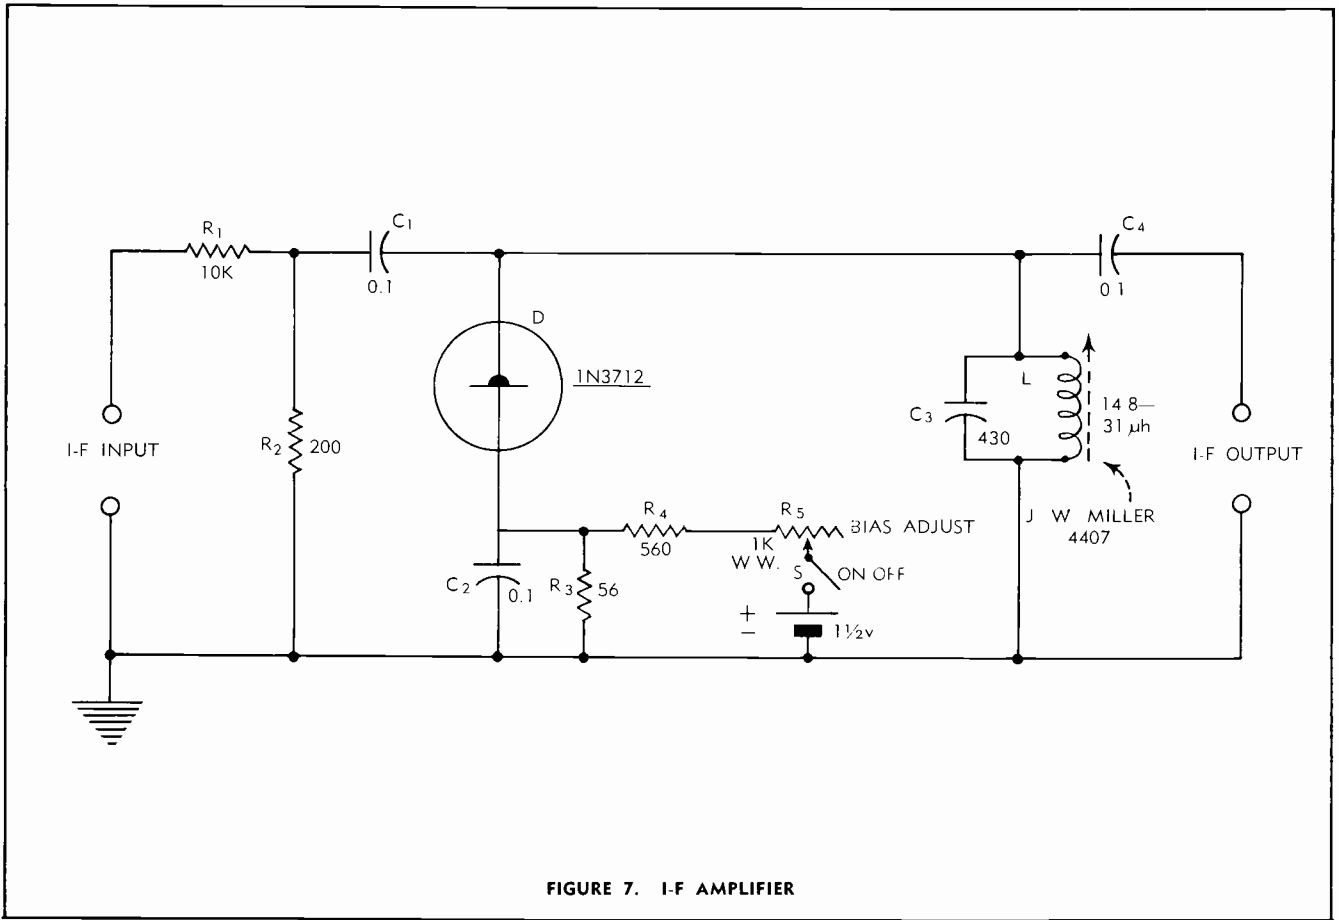 R1
10K
C1
0.1
C4
0 1
D
1N3712
I-F INPUT
R2 200
C3
430
L
14 8—
31 µh
I-F OUTPUT
J W MILLER
4407
R4
560
R5
1K
W W.
BIAS ADJUST
C2 0.1
R3 56
S
ON OFF
+
−
1½v
FIGURE 7. I-F AMPLIFIER